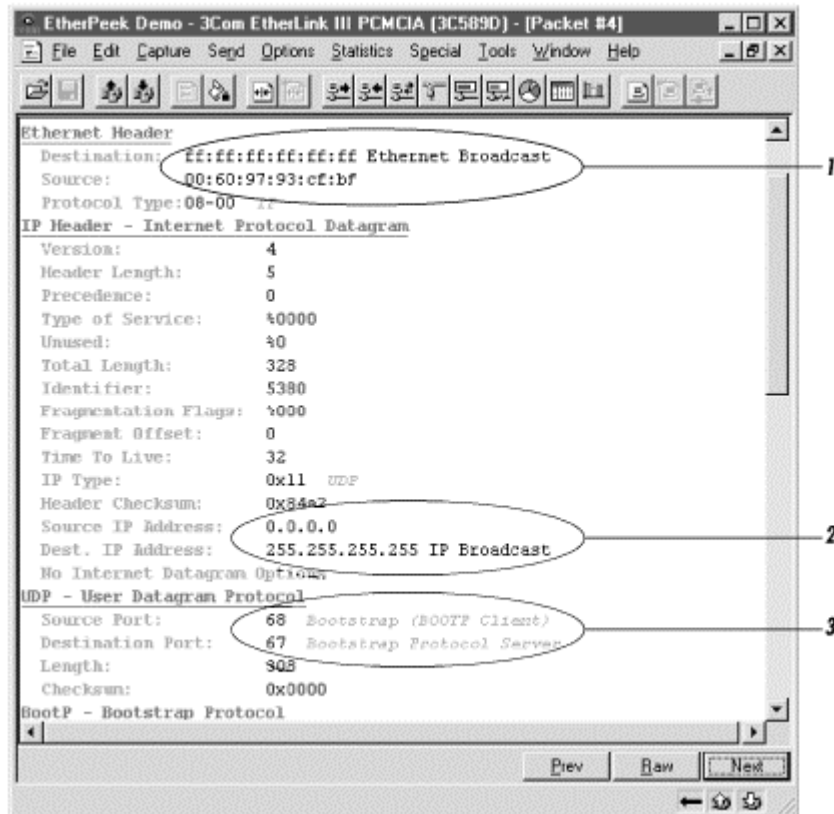 EtherPeek Demo - 3Com EtherLink III PCMCIA (3C589D) - [Packet #4]
File Edit Capture Send Options Statistics Special Tools Window Help
Ethernet Header
Destination: ff:ff:ff:ff:ff:ff Ethernet Broadcast
1
Source: 00:60:97:93:cf:bf
Protocol Type:08-00 IP
IP Header - Internet Protocol Datagram
Version: 4
Header Length: 5
Precedence: 0
Type of Service: %0000
Unused: %0
Total Length: 328
Identifier: 5380
Fragmentation Flags: %000
Fragment Offset: 0
Time To Live: 32
IP Type: 0x11 UDP
Header Checksum: 0x84a2
Source IP Address: 0.0.0.0
2
Dest. IP Address: 255.255.255.255 IP Broadcast
No Internet Datagram Options
UDP - User Datagram Protocol
Source Port: 68 Bootstrap (BOOTP Client)
3
Destination Port: 67 Bootstrap Protocol Server
Length: 308
Checksum: 0x0000
BootP - Bootstrap Protocol
Prev Raw Next